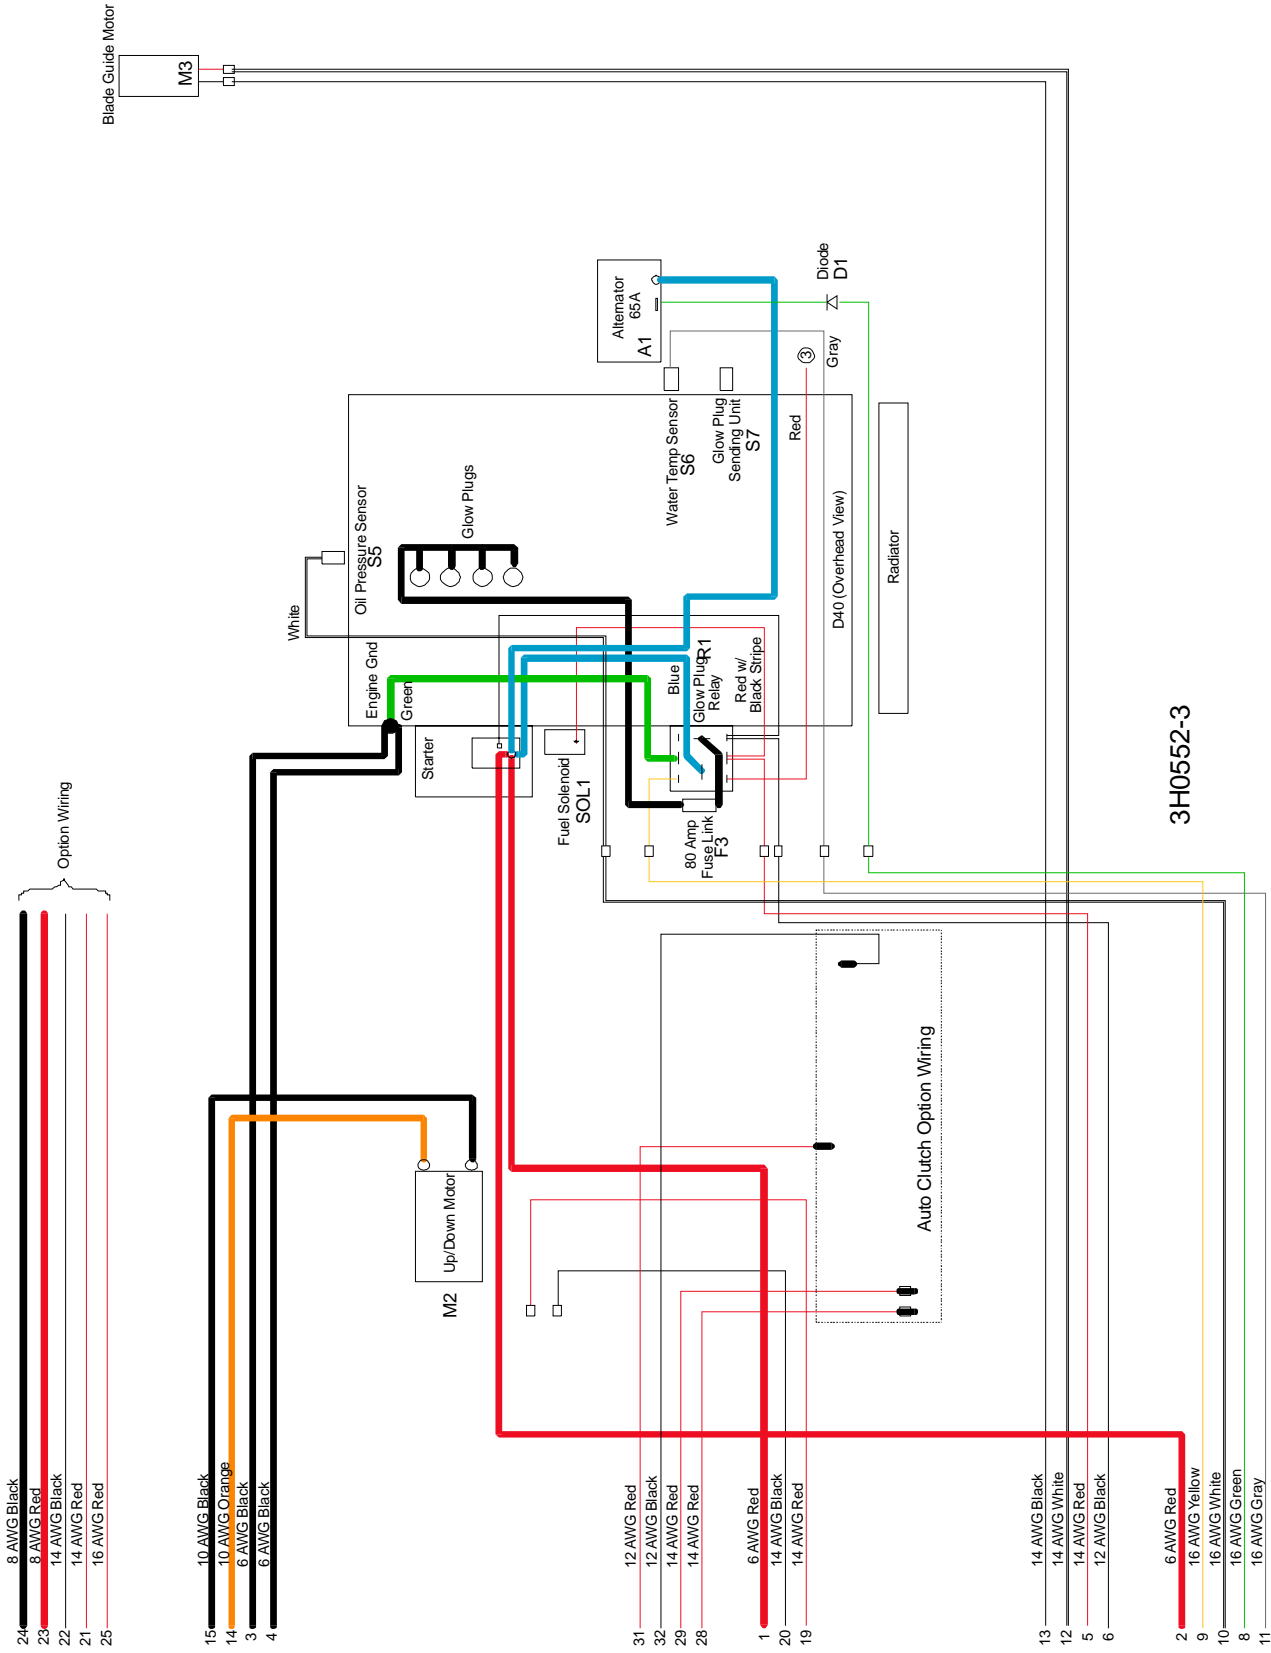 Blade Guide Motor
M3
Alternator
65A
A1
Diode
D1
Gray
3
Water Temp Sensor
S6
Glow Plug
Sending Unit
S7
Red
Oil Pressure Sensor
S5
Glow Plugs
White
D40 (Overhead View)
Radiator
Engine Gnd
Green
Blue
Glow Plug
Relay
R1
Red w/
Black Stripe
Starter
Fuel Solenoid
SOL1
80 Amp
Fuse Link
F3
Option Wiring
3H05552-3
Up/Down Motor
M2
Auto Clutch Option Wiring
24 8 AWG Black
23 8 AWG Red
22 14 AWG Black
21 14 AWG Red
25 16 AWG Red
15 10 AWG Black
14 10 AWG Orange
3 6 AWG Black
4 6 AWG Black
31 12 AWG Red
32 12 AWG Black
29 14 AWG Red
28 14 AWG Red
1 6 AWG Red
20 14 AWG Black
19 14 AWG Red
13 14 AWG Black
12 14 AWG White
5 14 AWG Red
6 12 AWG Black
2 6 AWG Red
9 16 AWG Yellow
10 16 AWG White
8 16 AWG Green
11 16 AWG Gray